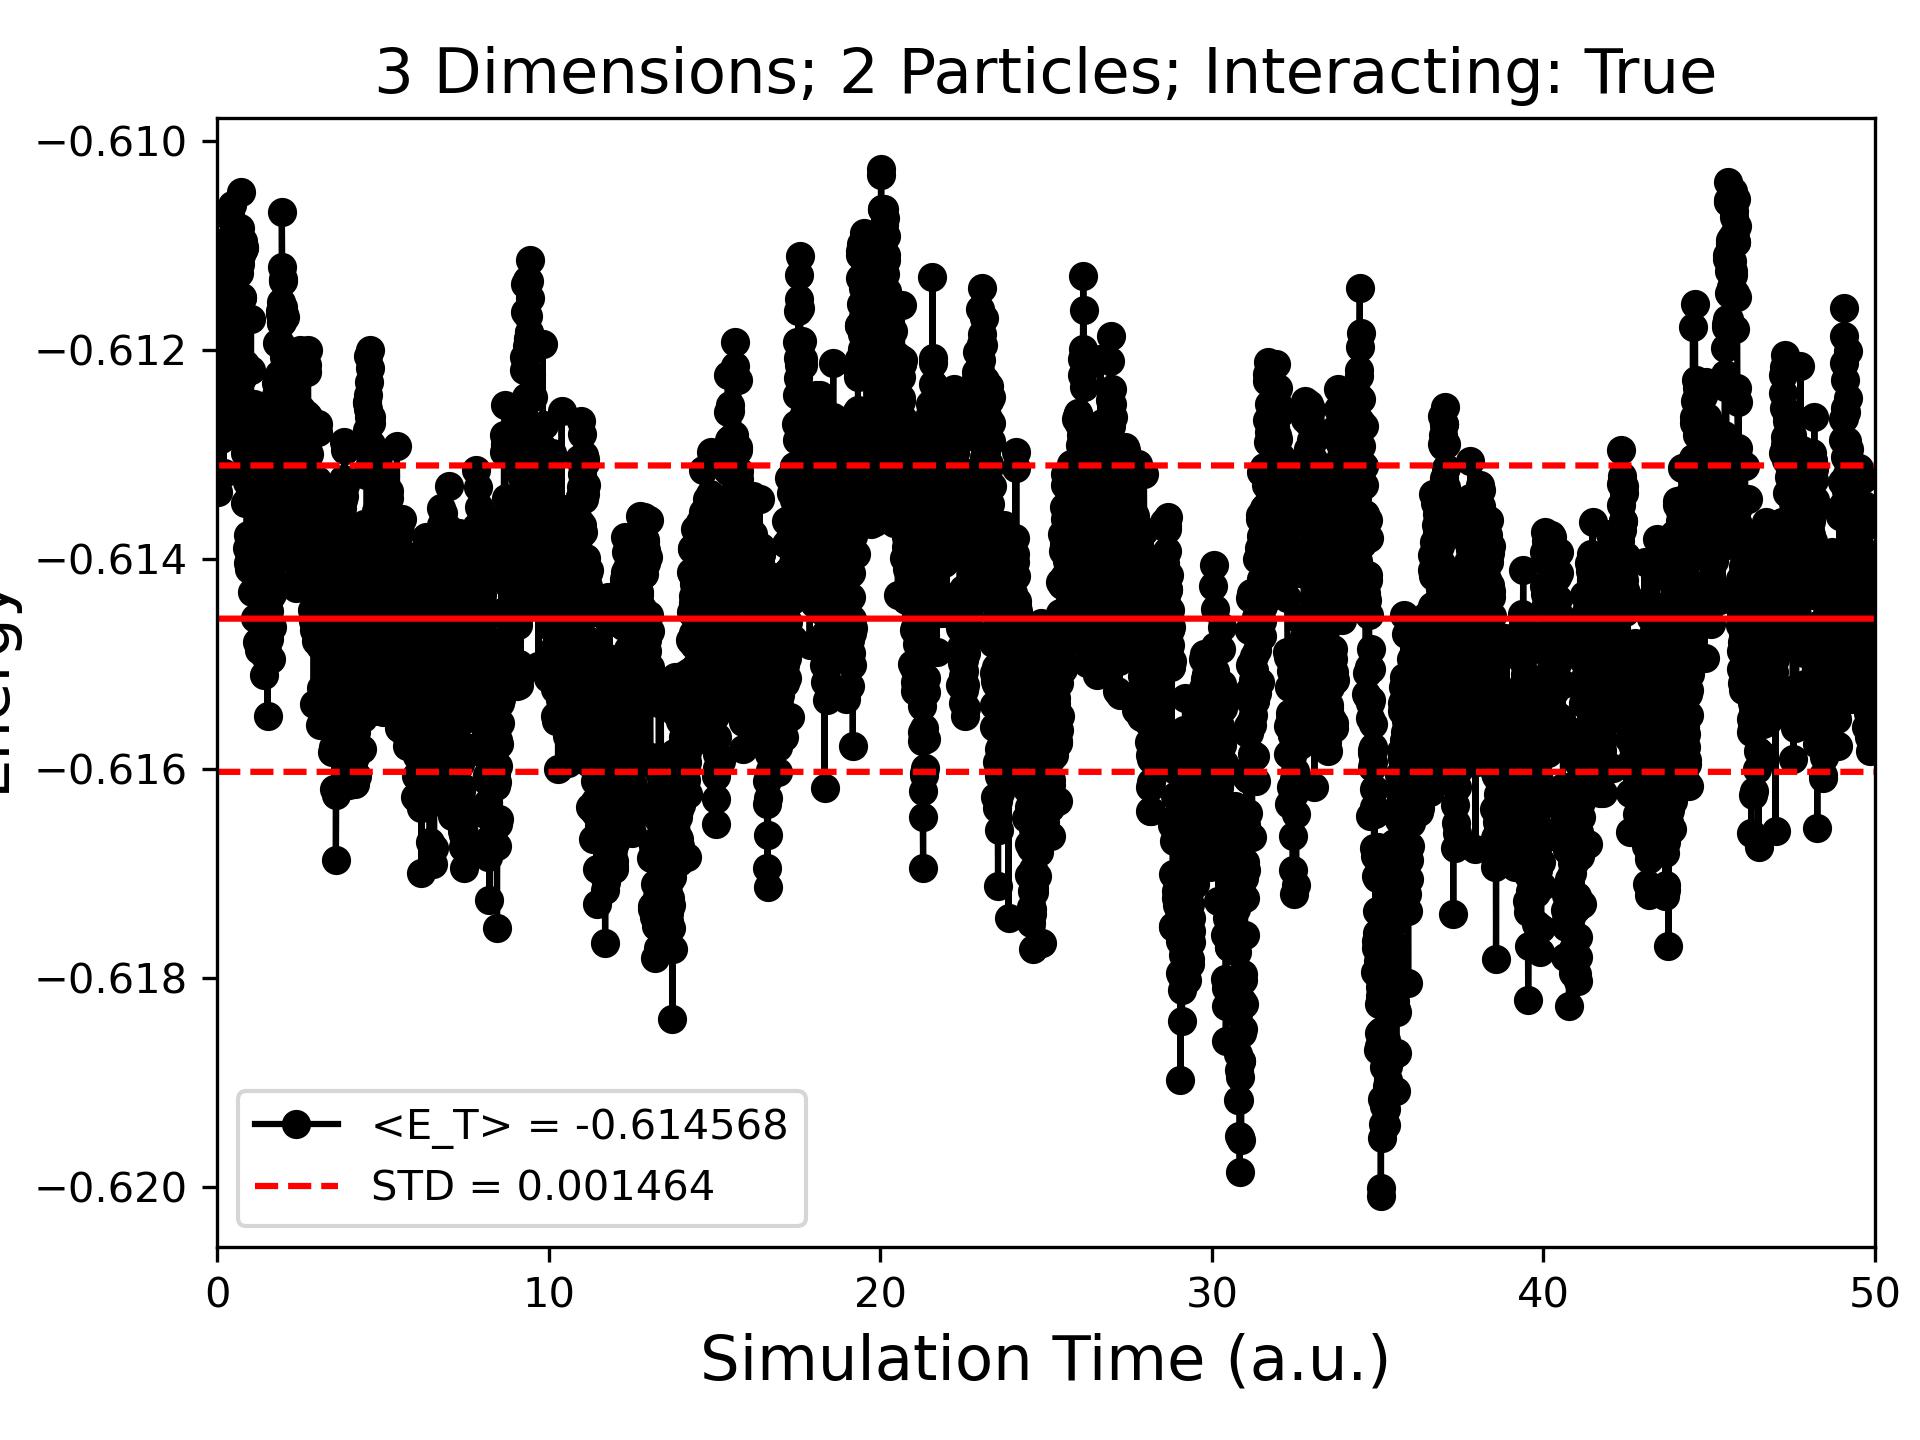 3 Dimensions; 2 Particles; Interacting: True
−0.610
−0.612
−0.614
−0.616
−0.618
−0.620
<E_T> = -0.614568
STD = 0.001464
0 10 20 30 40 50
Simulation Time (a.u.)